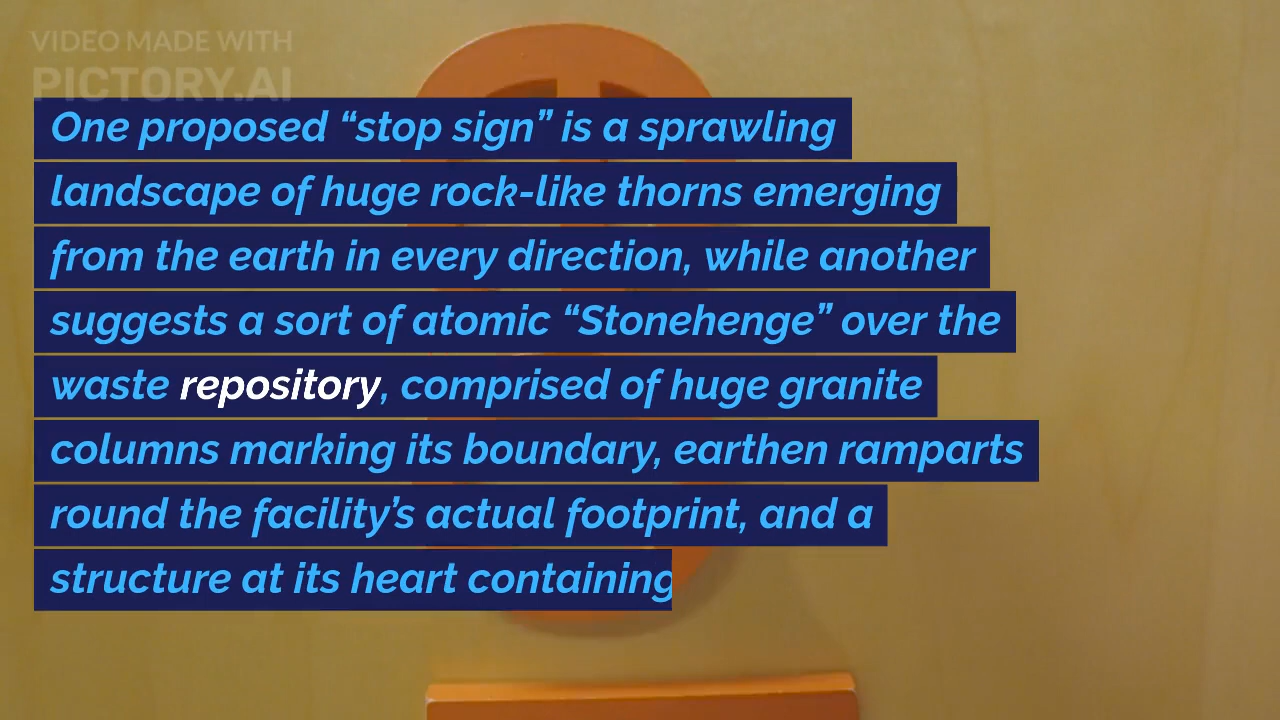 VIDEO MADE WITH
PICTORY.AI
One proposed “stop sign” is a sprawling
landscape of huge rock-like thorns emerging
from the earth in every direction, while another
suggests a sort of atomic “Stonehenge” over the
waste repository, comprised of huge granite
columns marking its boundary, earthen ramparts
round the facility’s actual footprint, and a
structure at its heart containing